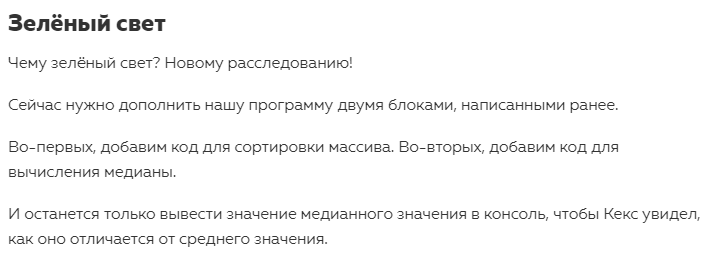 Зелёный свет
Чему зелёный свет? Новому расследованию!
Сейчас нужно дополнить нашу программу двумя блоками, написанными ранее.
Во-первых, добавим код для сортировки массива. Во-вторых, добавим код для
вычисления медианы.
И останется только вывести значение медианного значения в консоль, чтобы Кекс увидел,
как оно отличается от среднего значения.